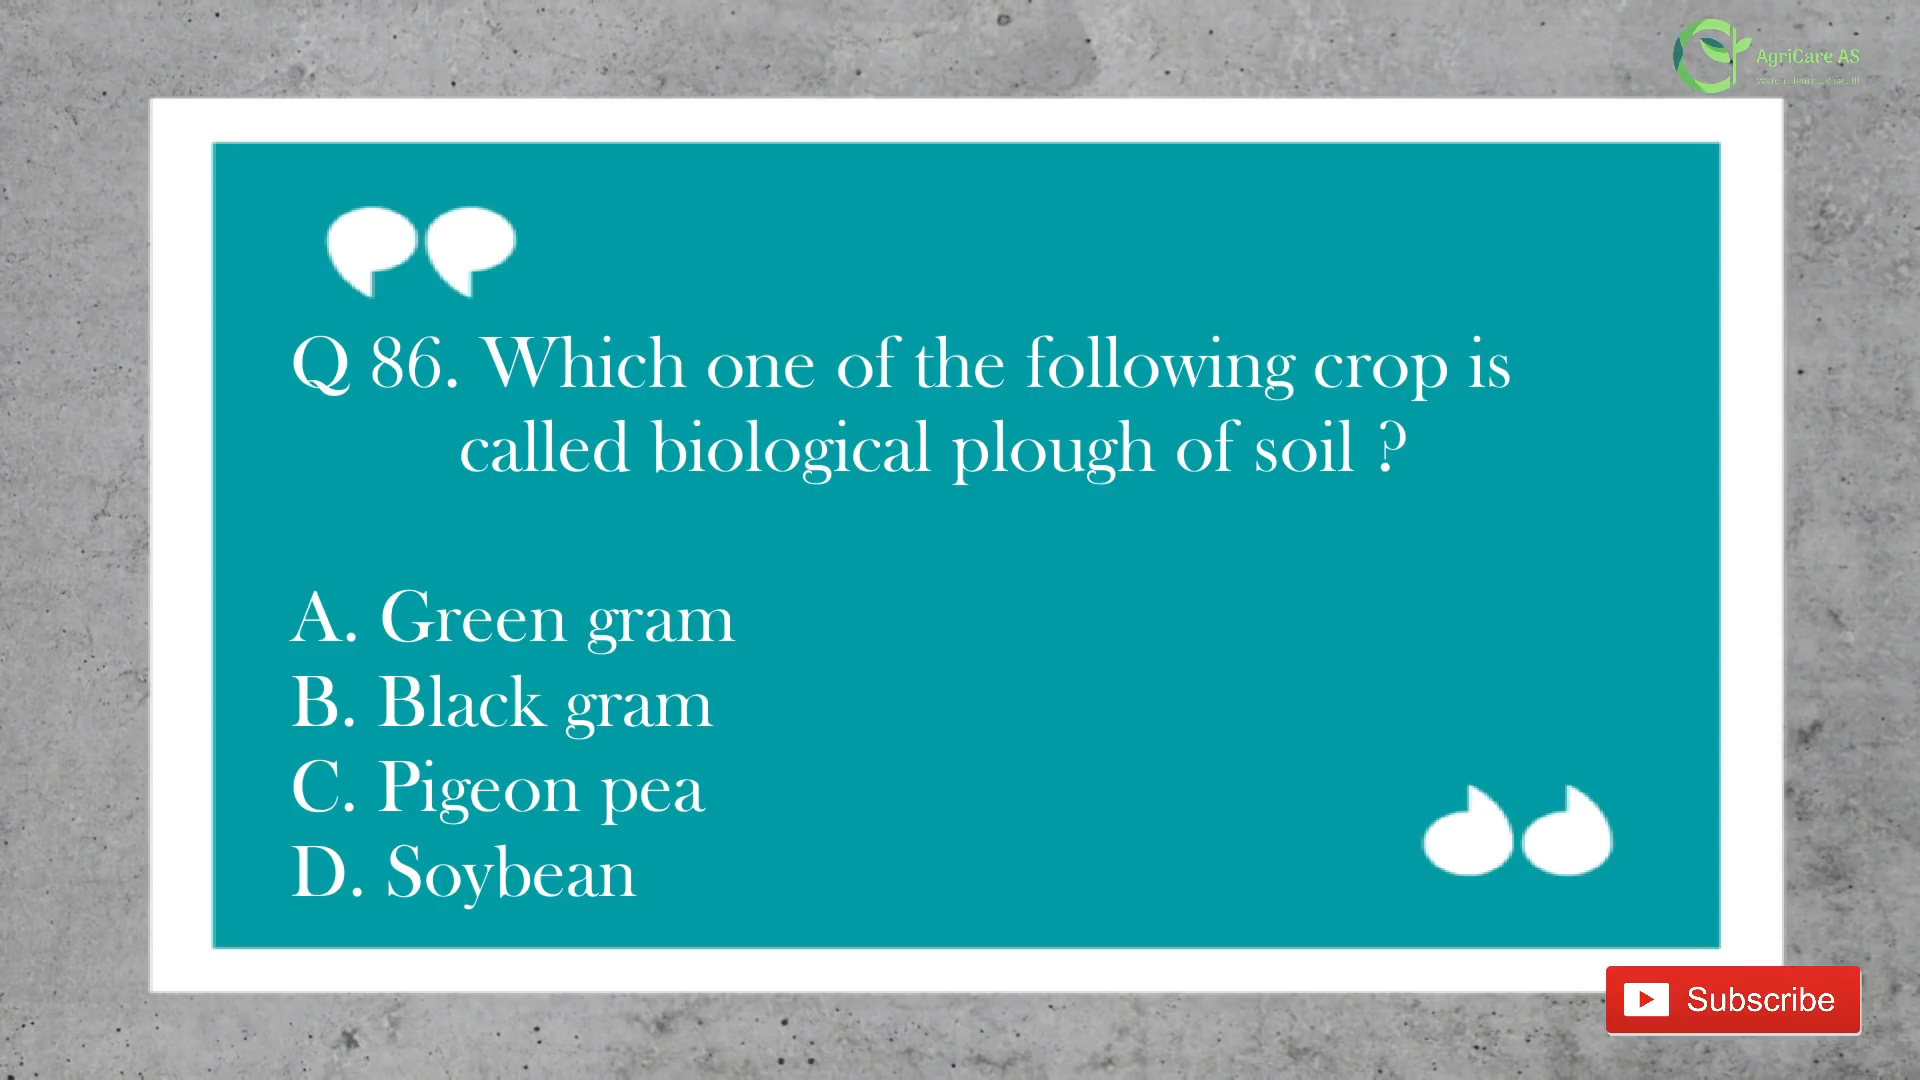 AgriCare AS
Q 86. Which one of the following crop is
called biological plough of soil ?
A. Green gram
B. Black gram
C. Pigeon pea
D. Soybean
Subscribe